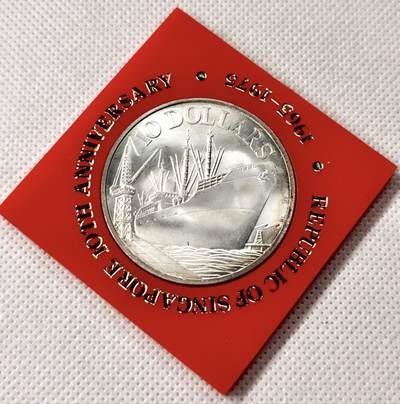 10 DOLLARS
REPUBLIC OF SINGAPORE 10TH ANNIVERSARY
• 1965-1975 •